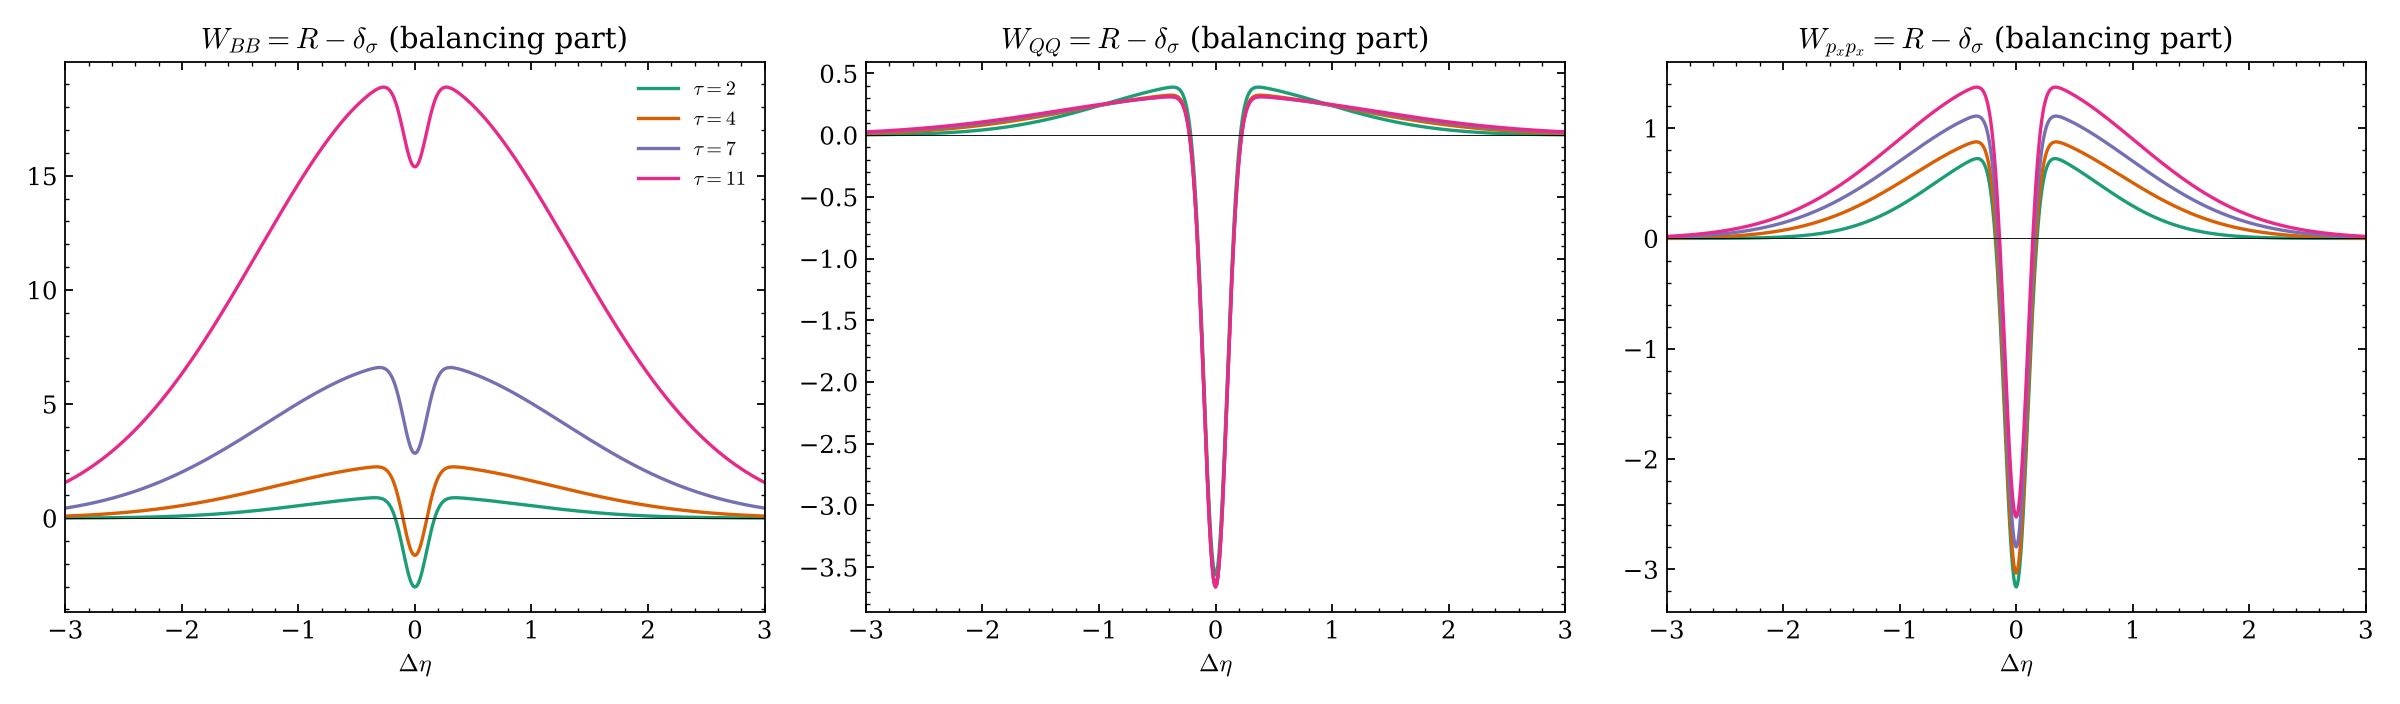 W_{BB} = R − δ_σ (balancing part)
τ = 2
τ = 4
τ = 7
τ = 11
15
10
5
0
−3 −2 −1 0 1 2 3
Δη
W_{QQ} = R − δ_σ (balancing part)
0.5
0.0
−0.5
−1.0
−1.5
−2.0
−2.5
−3.0
−3.5
−3 −2 −1 0 1 2 3
Δη
W_{p_x p_x} = R − δ_σ (balancing part)
1
0
−1
−2
−3
−3 −2 −1 0 1 2 3
Δη